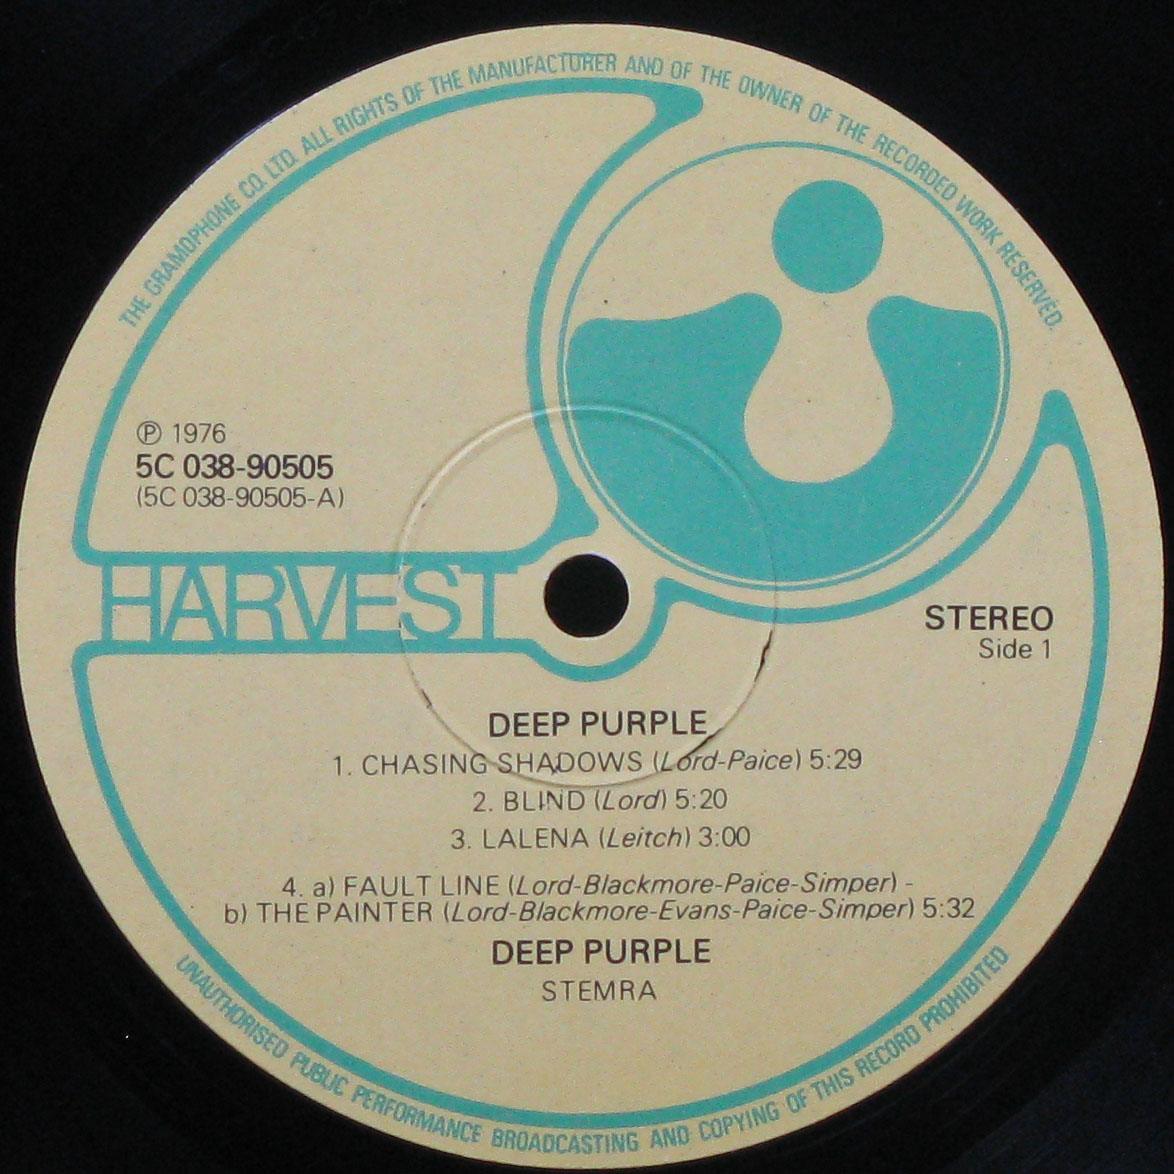 THE GRAMOPHONE CO. LTD. ALL RIGHTS OF THE MANUFACTURER AND OF THE OWNER OF THE RECORDED WORK RESERVED.
℗ 1976
5C 038-90505
(5C 038-90505-A)
HARVEST
STEREO
Side 1
DEEP PURPLE
1. CHASING SHADOWS (Lord-Paice) 5:29
2. BLIND (Lord) 5:20
3. LALENA (Leitch) 3:00
4. a) FAULT LINE (Lord-Blackmore-Paice-Simper) -
b) THE PAINTER (Lord-Blackmore-Evans-Paice-Simper) 5:32
DEEP PURPLE
STEMRA
UNAUTHORISED PUBLIC PERFORMANCE BROADCASTING AND COPYING OF THIS RECORD PROHIBITED